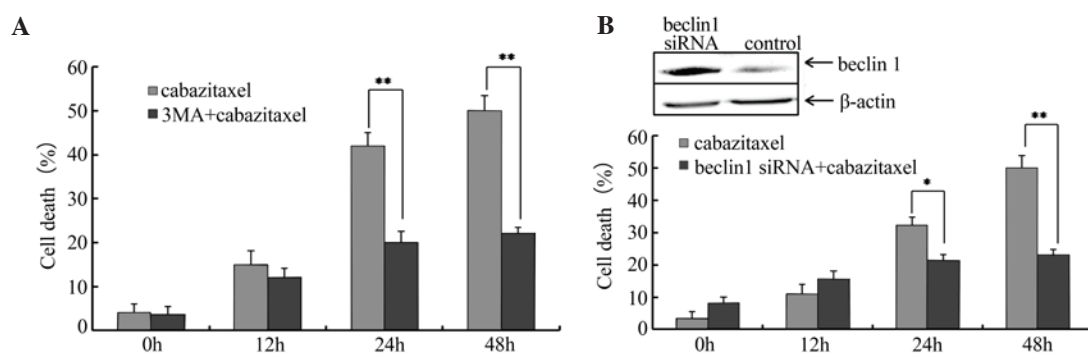 A
60
50
40
30
20
10
0
Cell death (%)
cabazitaxel
3MA+cabazitaxel
**
**
0h 12h 24h 48h
B
beclin1
siRNA control
beclin 1
β-actin
60
50
40
30
20
10
0
Cell death (%)
cabazitaxel
beclin1 siRNA+cabazitaxel
*
**
0h 12h 24h 48h